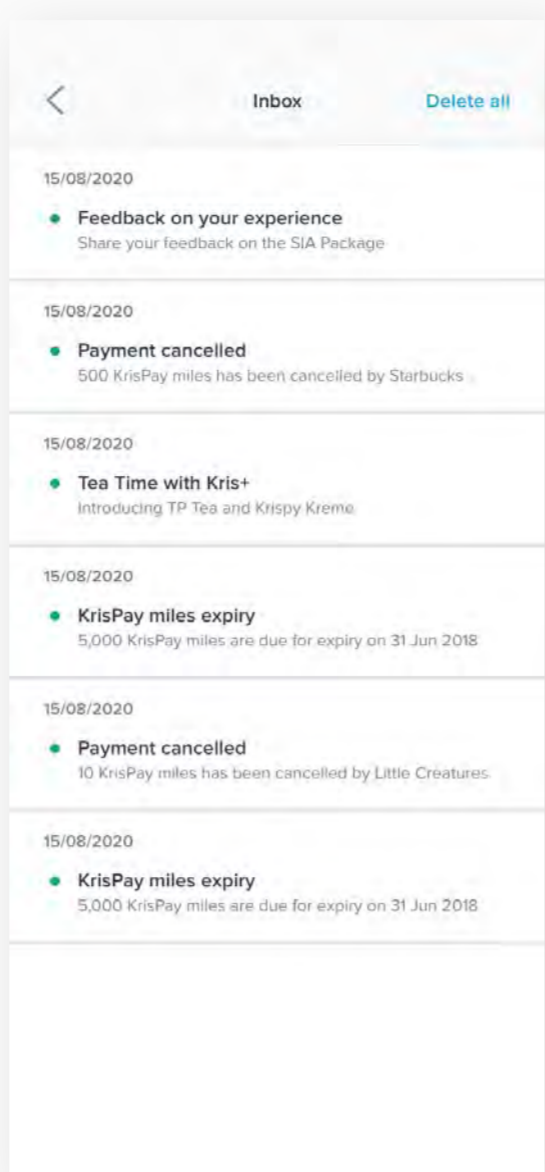 Inbox
Delete all
15/08/2020
Feedback on your experience
Share your feedback on the SIA Package
15/08/2020
Payment cancelled
500 KrisPay miles has been cancelled by Starbucks
15/08/2020
Tea Time with Kris+
Introducing TP Tea and Krispy Kreme
15/08/2020
KrisPay miles expiry
5,000 KrisPay miles are due for expiry on 31 Jun 2018
15/08/2020
Payment cancelled
10 KrisPay miles has been cancelled by Little Creatures
15/08/2020
KrisPay miles expiry
5,000 KrisPay miles are due for expiry on 31 Jun 2018